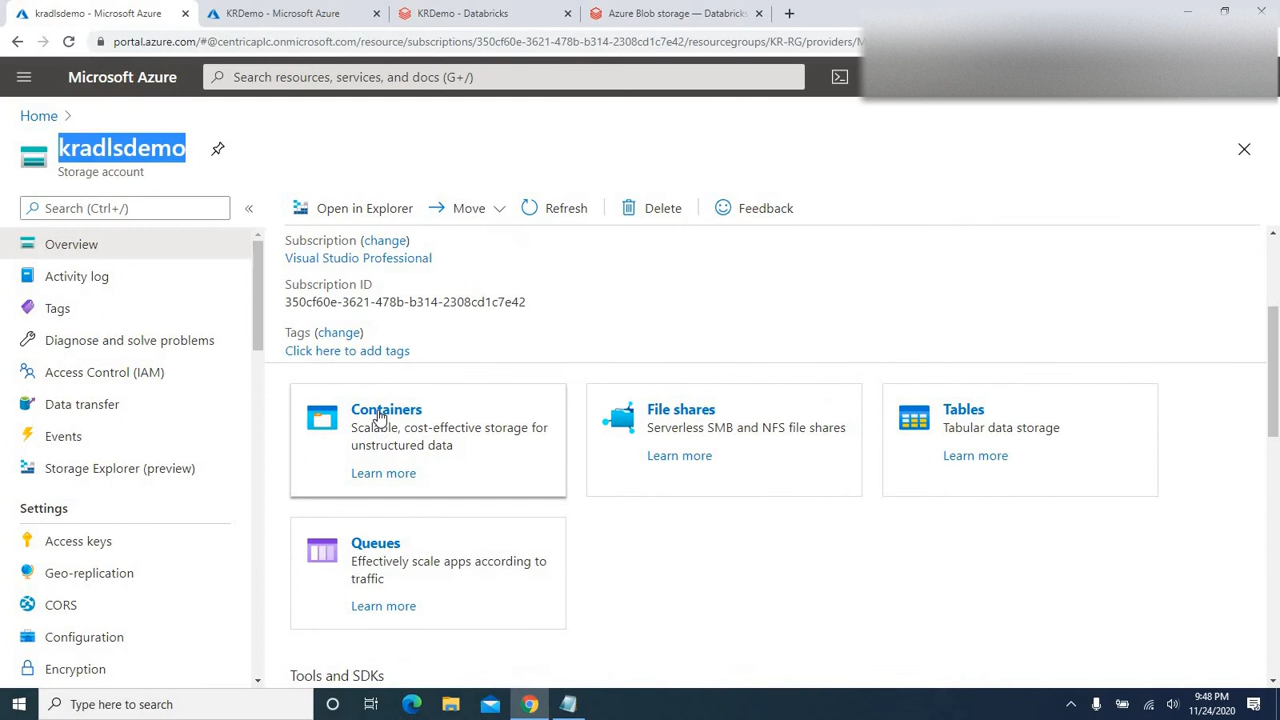 kradlsdemo - Microsoft Azure
KRDemo - Microsoft Azure
KRDemo - Databricks
Azure Blob storage — Databricks
portal.azure.com/#@centricaplc.onmicrosoft.com/resource/subscriptions/350cf60e-3621-478b-b314-2308cd1c7e42/resourcegroups/KR-RG/providers/M
Microsoft Azure
Search resources, services, and docs (G+/)
Home
kradlsdemo
Storage account
Search (Ctrl+/)
Open in Explorer
Move
Refresh
Delete
Feedback
Overview
Activity log
Tags
Diagnose and solve problems
Access Control (IAM)
Data transfer
Events
Storage Explorer (preview)
Settings
Access keys
Geo-replication
CORS
Configuration
Encryption
Subscription (change)
Visual Studio Professional
Subscription ID
350cf60e-3621-478b-b314-2308cd1c7e42
Tags (change)
Click here to add tags
Containers
Scalable, cost-effective storage for
unstructured data
Learn more
File shares
Serverless SMB and NFS file shares
Learn more
Tables
Tabular data storage
Learn more
Queues
Effectively scale apps according to
traffic
Learn more
Tools and SDKs
Type here to search
9:48 PM
11/24/2020